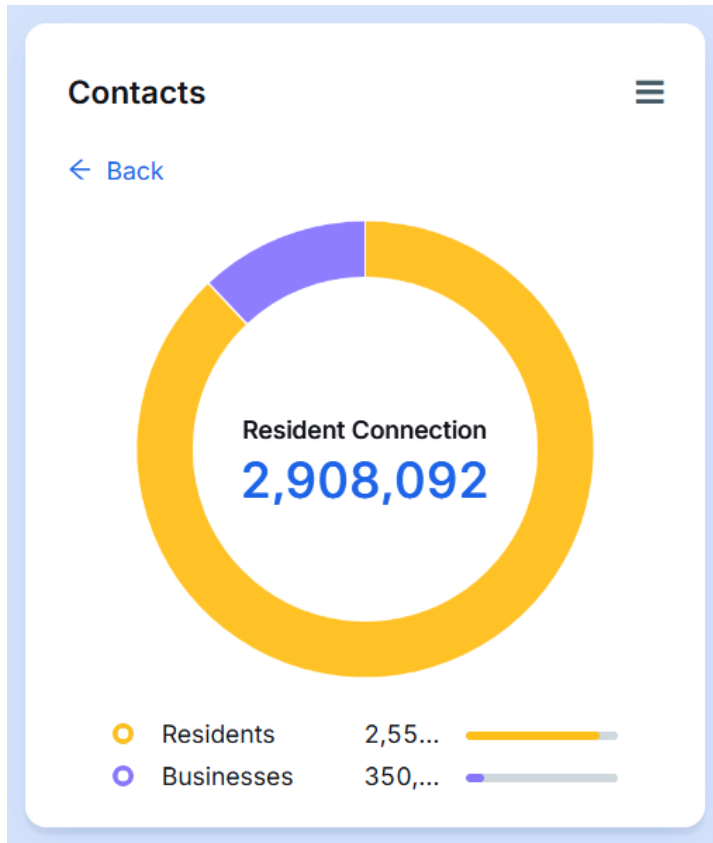 Contacts
Back
Resident Connection
2,908,092
Residents 2,55...
Businesses 350,...